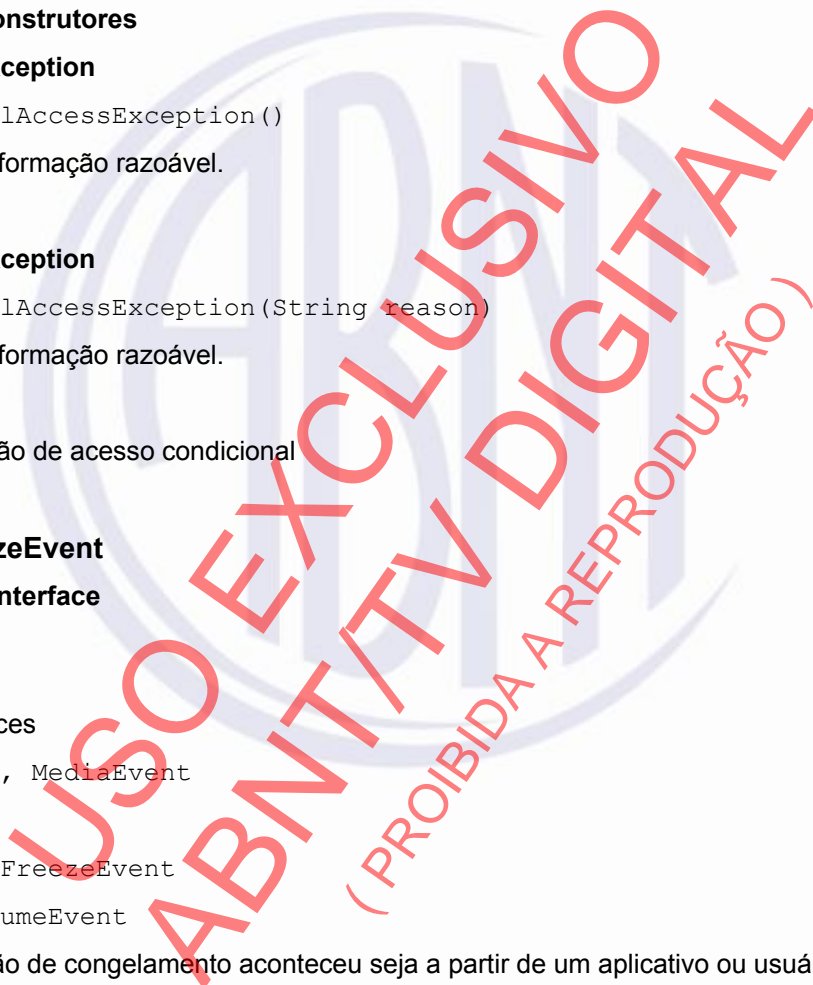 onstrutores
ception
lAccessException()
formação razoável.
ception
lAccessException(String reason)
formação razoável.
ão de acesso condicional
zeEvent
nterface
ces
, MediaEvent
FreezeEvent
umeEvent
ão de congelamento aconteceu seja a partir de um aplicativo ou usuá
USO EXCLUSIVO
ABNT/TV DIGITAL
( PROIBIDA A REPRODUÇÃO )
ABNT